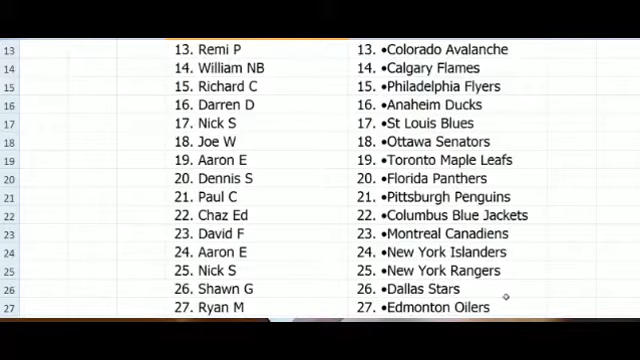 13 13. Remi P 13. •Colorado Avalanche
14 14. William NB 14. •Calgary Flames
15 15. Richard C 15. •Philadelphia Flyers
16 16. Darren D 16. •Anaheim Ducks
17 17. Nick S 17. •St Louis Blues
18 18. Joe W 18. •Ottawa Senators
19 19. Aaron E 19. •Toronto Maple Leafs
20 20. Dennis S 20. •Florida Panthers
21 21. Paul C 21. •Pittsburgh Penguins
22 22. Chaz Ed 22. •Columbus Blue Jackets
23 23. David F 23. •Montreal Canadiens
24 24. Aaron E 24. •New York Islanders
25 25. Nick S 25. •New York Rangers
26 26. Shawn G 26. •Dallas Stars
27 27. Ryan M 27. •Edmonton Oilers